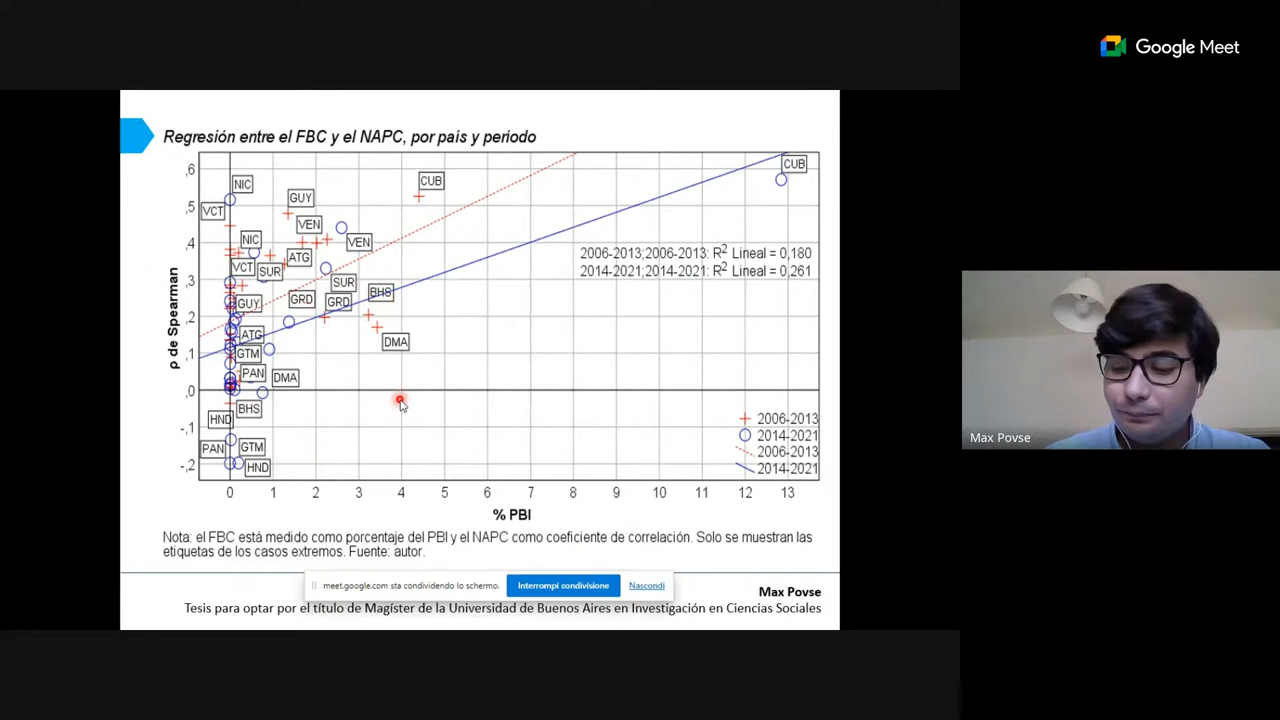 Google Meet
Regresión entre el FBC y el NAPC, por país y período
,6
,5
,4
,3
,2
,1
,0
-,1
-,2
ρ de Spearman
NIC
VCT
GUY
CUB
CUB
VEN
NIC
VEN
ATG
VCT
SUR
SUR
BHS
GRD
GRD
GUY
ATG
DMA
GTM
PAN
DMA
BHS
HND
PAN
GTM
HND
2006-2013;2006-2013: R2 Lineal = 0,180
2014-2021;2014-2021: R2 Lineal = 0,261
2006-2013
2014-2021
2006-2013
2014-2021
0 1 2 3 4 5 6 7 8 9 10 11 12 13
% PBI
Nota: el FBC está medido como porcentaje del PBI y el NAPC como coeficiente de correlación. Solo se muestran las
etiquetas de los casos extremos. Fuente: autor.
meet.google.com sta condividendo lo schermo. Interrompi condivisione Nascondi
Max Povse
Tesis para optar por el título de Magíster de la Universidad de Buenos Aires en Investigación en Ciencias Sociales
Max Povse